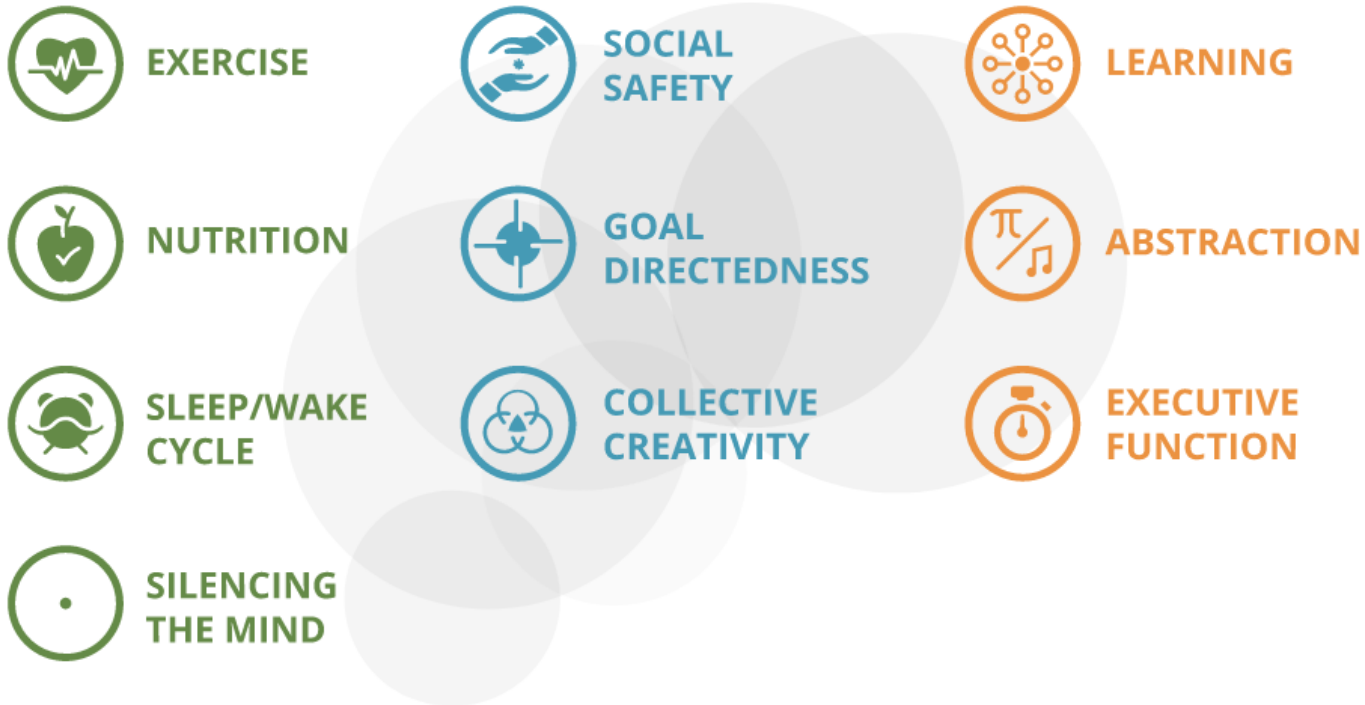 EXERCISE
NUTRITION
SLEEP/WAKE
CYCLE
SILENCING
THE MIND
SOCIAL
SAFETY
GOAL
DIRECTEDNESS
COLLECTIVE
CREATIVITY
LEARNING
π
ABSTRACTION
EXECUTIVE
FUNCTION